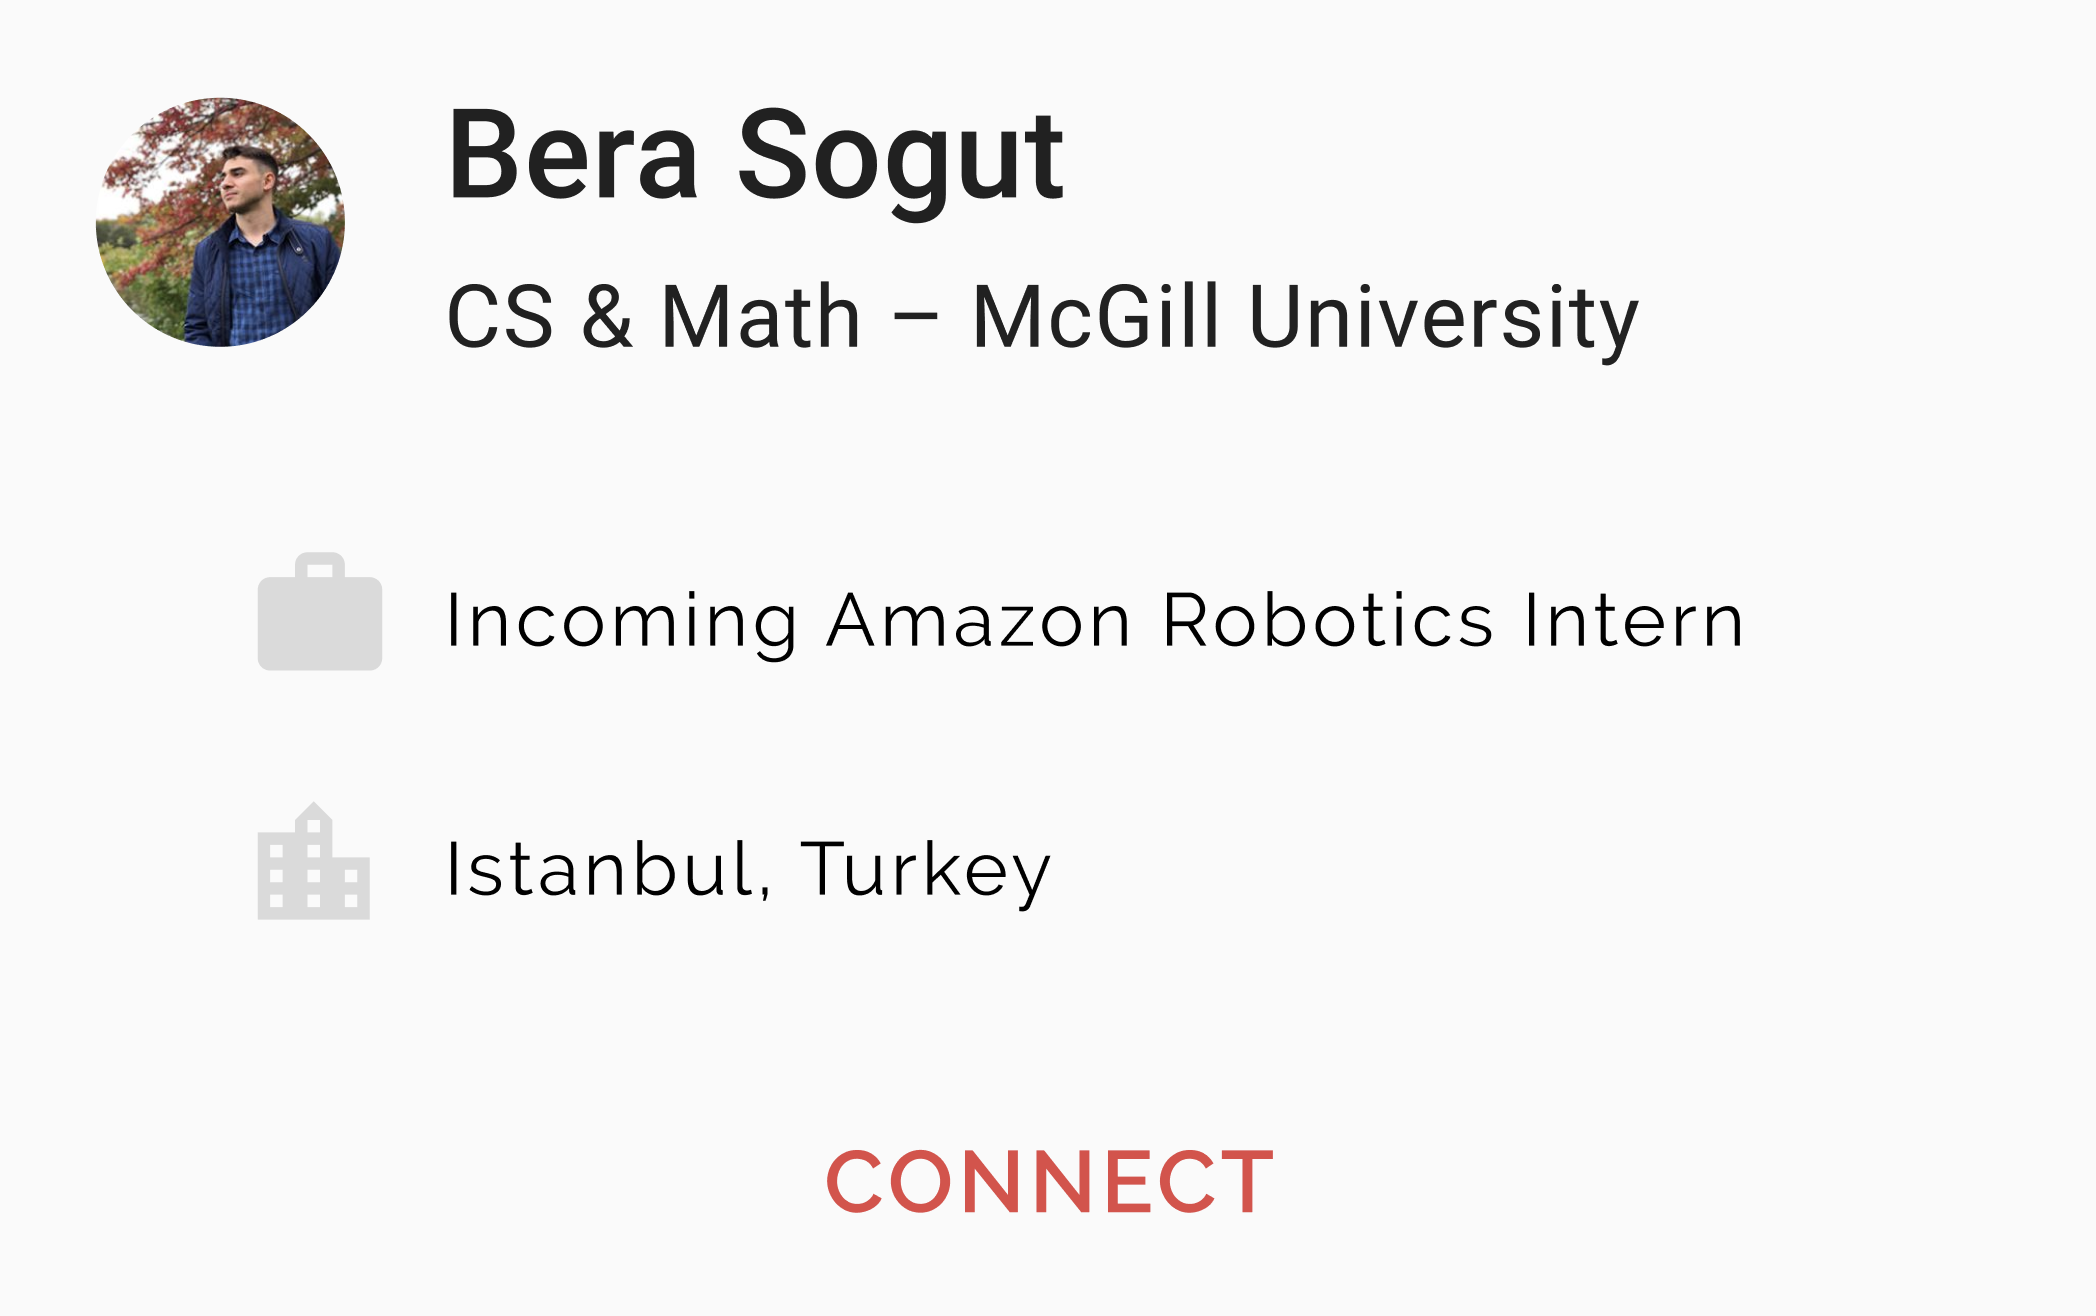 Bera Sogut
CS & Math – McGill University
Incoming Amazon Robotics Intern
Istanbul, Turkey
CONNECT